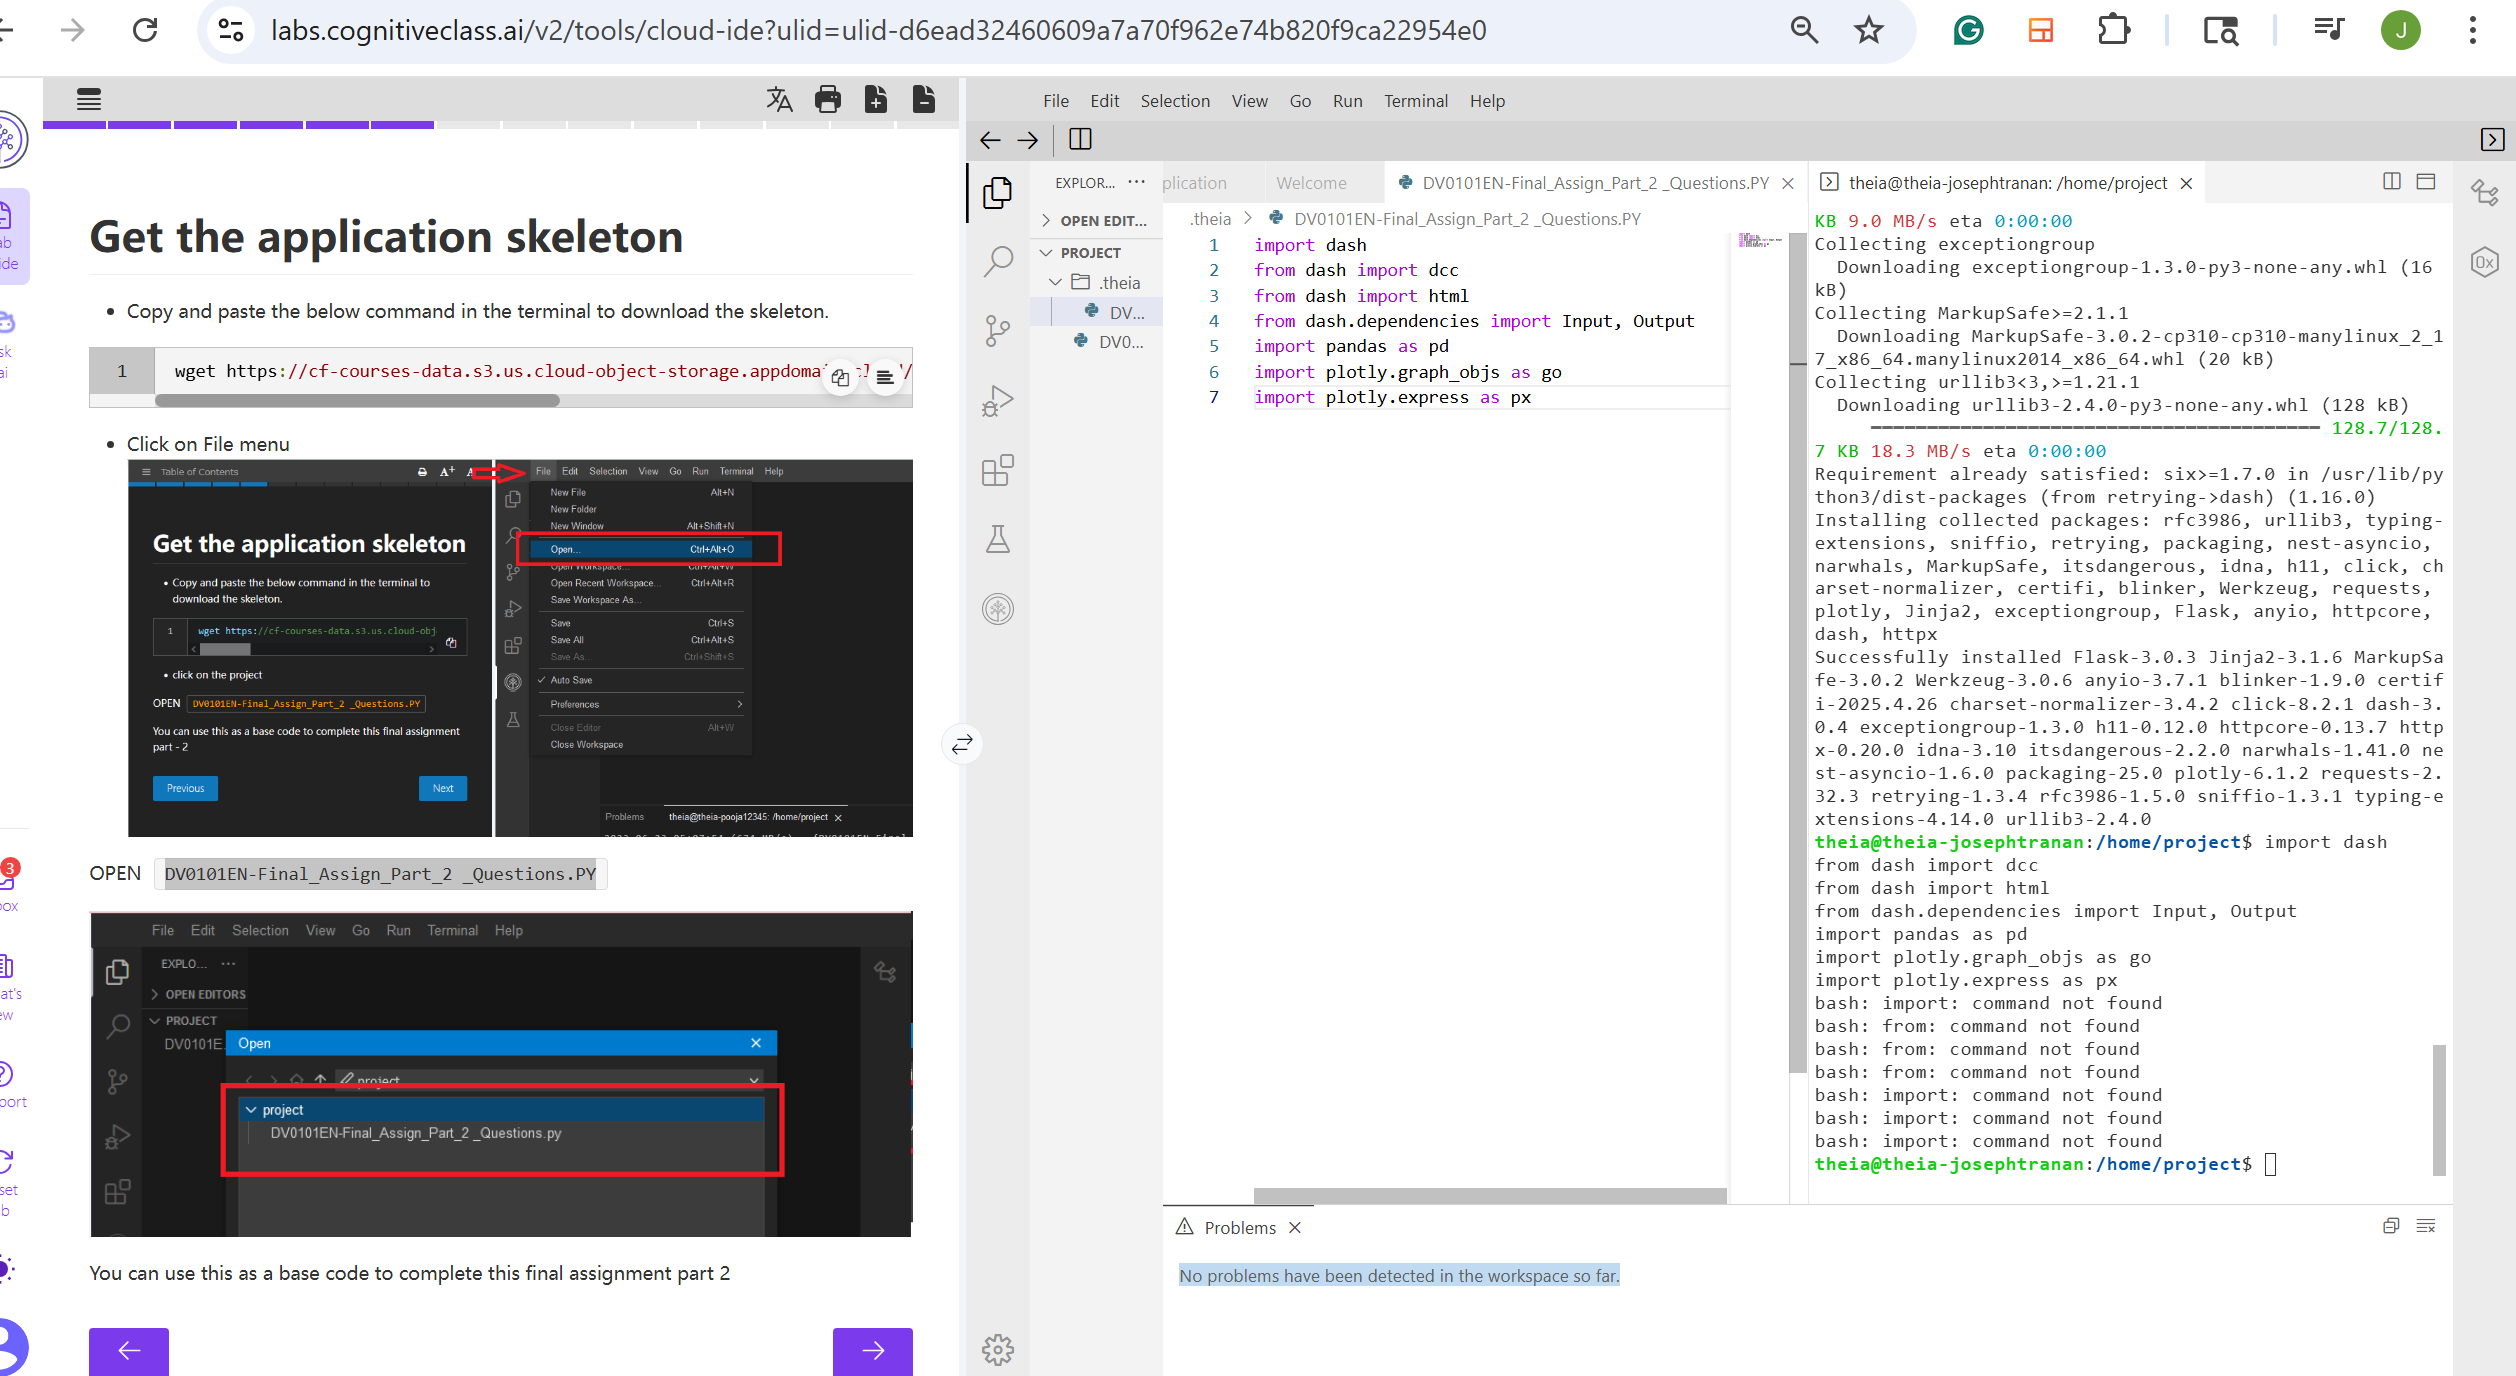 labs.cognitiveclass.ai/v2/tools/cloud-ide?ulid=ulid-d6ead32460609a7a70f962e74b820f9ca22954e0
J
Get the application skeleton
Copy and paste the below command in the terminal to download the skeleton.
1
wget https://cf-courses-data.s3.us.cloud-object-storage.appdomai
Click on File menu
Table of Contents
File Edit Selection View Go Run Terminal Help
New File Alt+N
New Folder
New Window Alt+Shift+N
Open... Ctrl+Alt+O
Open Workspace... Ctrl+Alt+W
Open Recent Workspace... Ctrl+Alt+R
Save Workspace As...
Save Ctrl+S
Save All Ctrl+Alt+S
Save As... Ctrl+Shift+S
Auto Save
Preferences
Close Editor Alt+W
Close Workspace
Get the application skeleton
Copy and paste the below command in the terminal to
download the skeleton.
1 wget https://cf-courses-data.s3.us.cloud-obj
click on the project
OPEN DV0101EN-Final_Assign_Part_2 _Questions.PY
You can use this as a base code to complete this final assignment
part - 2
Previous Next
Problems theia@theia-pooja12345: /home/project
OPEN DV0101EN-Final_Assign_Part_2 _Questions.PY
File Edit Selection View Go Run Terminal Help
EXPLO...
OPEN EDITORS
PROJECT
DV0101E
Open
project
project
DV0101EN-Final_Assign_Part_2 _Questions.py
You can use this as a base code to complete this final assignment part 2
3
File Edit Selection View Go Run Terminal Help
EXPLOR...
OPEN EDIT...
PROJECT
.theia
DV...
DV0...
plication
Welcome
DV0101EN-Final_Assign_Part_2 _Questions.PY
.theia > DV0101EN-Final_Assign_Part_2 _Questions.PY
1 import dash
2 from dash import dcc
3 from dash import html
4 from dash.dependencies import Input, Output
5 import pandas as pd
6 import plotly.graph_objs as go
7 import plotly.express as px
theia@theia-josephtranan: /home/project
KB 9.0 MB/s eta 0:00:00
Collecting exceptiongroup
Downloading exceptiongroup-1.3.0-py3-none-any.whl (16
kB)
Collecting MarkupSafe>=2.1.1
Downloading MarkupSafe-3.0.2-cp310-cp310-manylinux_2_1
7_x86_64.manylinux2014_x86_64.whl (20 kB)
Collecting urllib3<3,>=1.21.1
Downloading urllib3-2.4.0-py3-none-any.whl (128 kB)
128.7/128.
7 KB 18.3 MB/s eta 0:00:00
Requirement already satisfied: six>=1.7.0 in /usr/lib/py
thon3/dist-packages (from retrying->dash) (1.16.0)
Installing collected packages: rfc3986, urllib3, typing-
extensions, sniffio, retrying, packaging, nest-asyncio,
narwhals, MarkupSafe, itsdangerous, idna, h11, click, ch
arset-normalizer, certifi, blinker, Werkzeug, requests,
plotly, Jinja2, exceptiongroup, Flask, anyio, httpcore,
dash, httpx
Successfully installed Flask-3.0.3 Jinja2-3.1.6 MarkupSa
fe-3.0.2 Werkzeug-3.0.6 anyio-3.7.1 blinker-1.9.0 certif
i-2025.4.26 charset-normalizer-3.4.2 click-8.2.1 dash-3.
0.4 exceptiongroup-1.3.0 h11-0.12.0 httpcore-0.13.7 http
x-0.20.0 idna-3.10 itsdangerous-2.2.0 narwhals-1.41.0 ne
st-asyncio-1.6.0 packaging-25.0 plotly-6.1.2 requests-2.
32.3 retrying-1.3.4 rfc3986-1.5.0 sniffio-1.3.1 typing-e
xtensions-4.14.0 urllib3-2.4.0
theia@theia-josephtranan:/home/project$ import dash
from dash import dcc
from dash import html
from dash.dependencies import Input, Output
import pandas as pd
import plotly.graph_objs as go
import plotly.express as px
bash: import: command not found
bash: from: command not found
bash: from: command not found
bash: from: command not found
bash: import: command not found
bash: import: command not found
bash: import: command not found
theia@theia-josephtranan:/home/project$
Problems
No problems have been detected in the workspace so far.